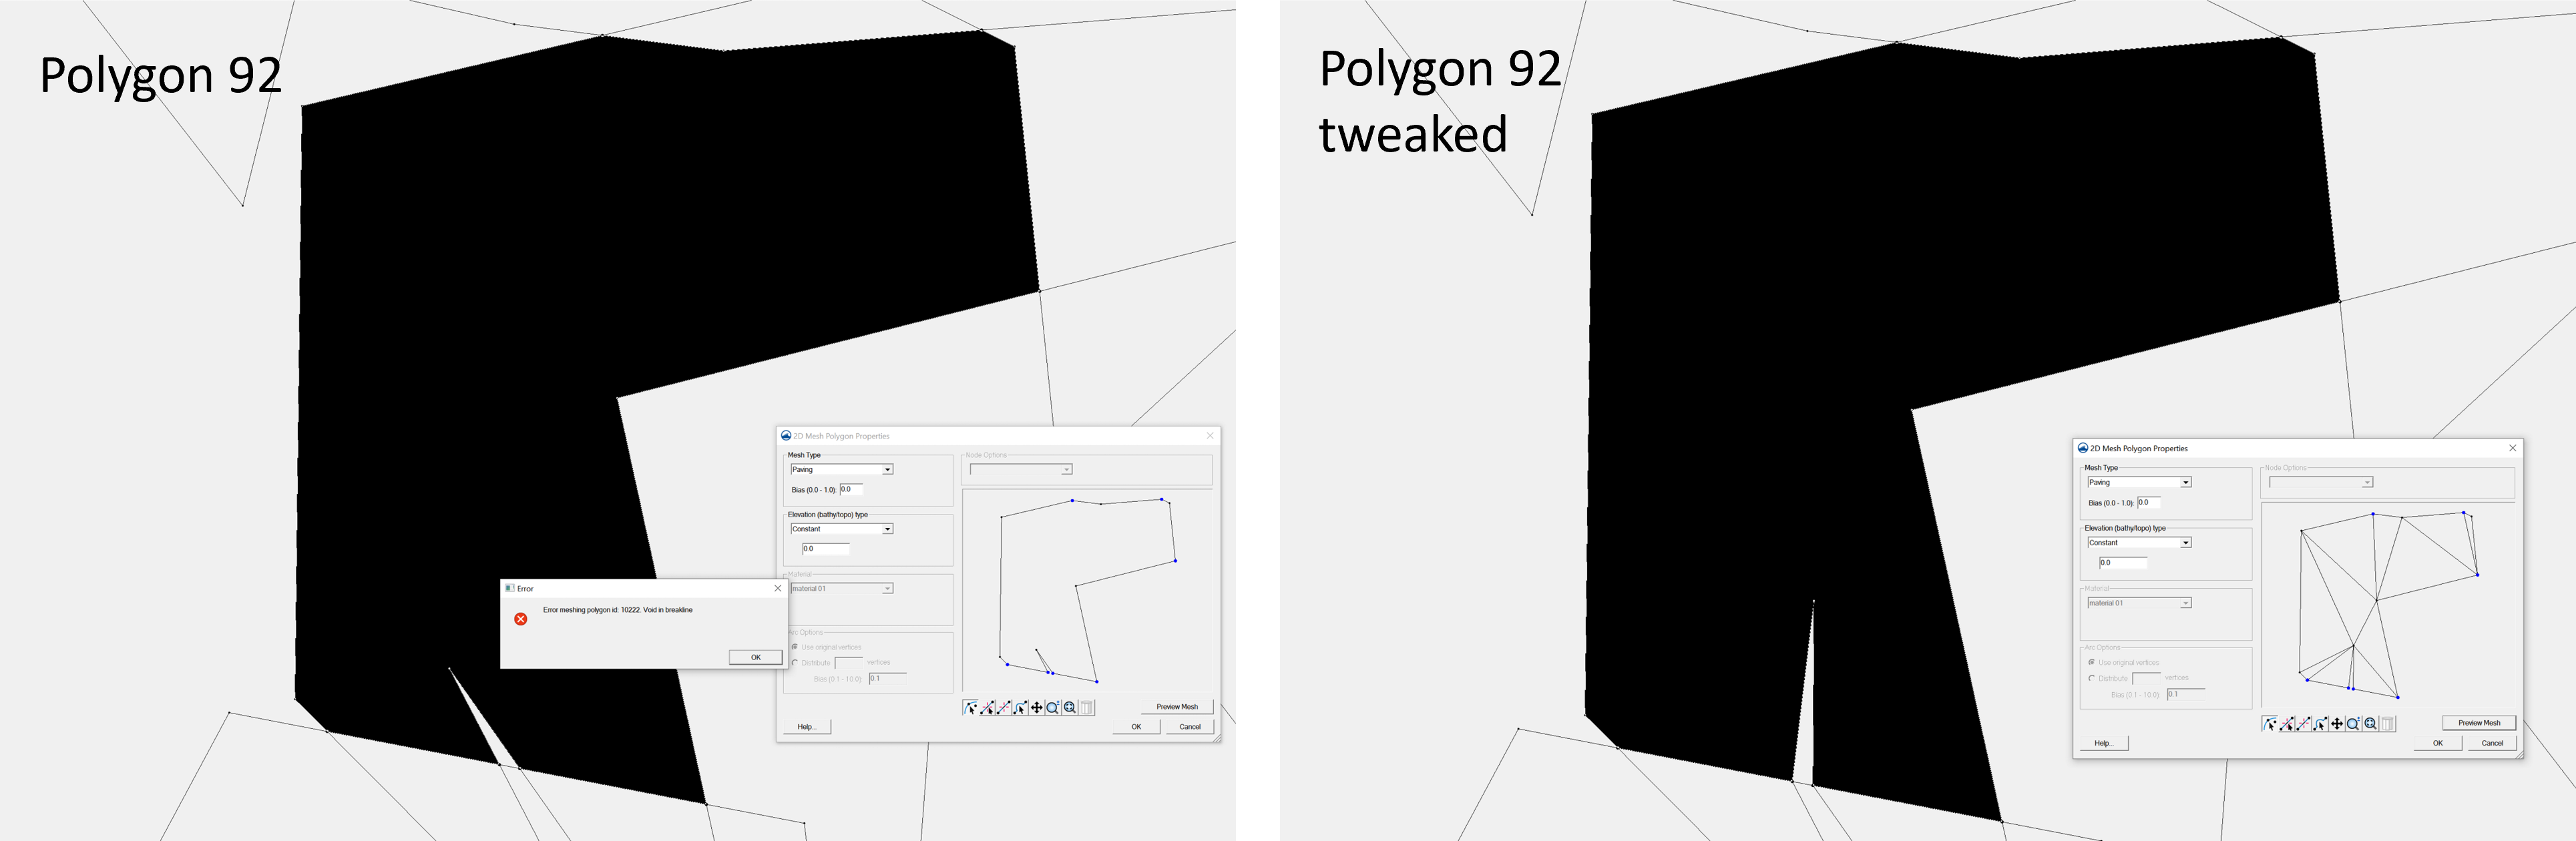 Polygon 92
2D Mesh Polygon Properties
Mesh Type
Paving
Bias (0.0 - 1.0): 0.0
Elevation (bathy/topo) type
Constant
0.0
Material
material 01
Arc Options
Use original vertices
Distribute vertices
Bias (0.1 - 10.0): 0.1
Node Options
Preview Mesh
Help...
OK
Cancel
Error
Error meshing polygon id: 10222. Void in breakline
OK
Polygon 92
tweaked
2D Mesh Polygon Properties
Mesh Type
Paving
Bias (0.0 - 1.0): 0.0
Elevation (bathy/topo) type
Constant
0.0
Material
material 01
Arc Options
Use original vertices
Distribute vertices
Bias (0.1 - 10.0): 0.1
Node Options
Preview Mesh
Help...
OK
Cancel